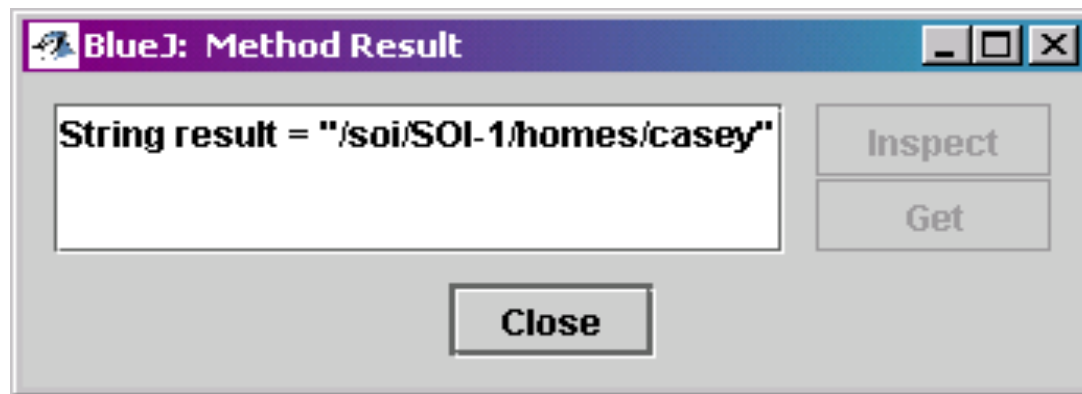 BlueJ: Method Result
String result = "/soi/SOI-1/homes/casey"
Inspect
Get
Close